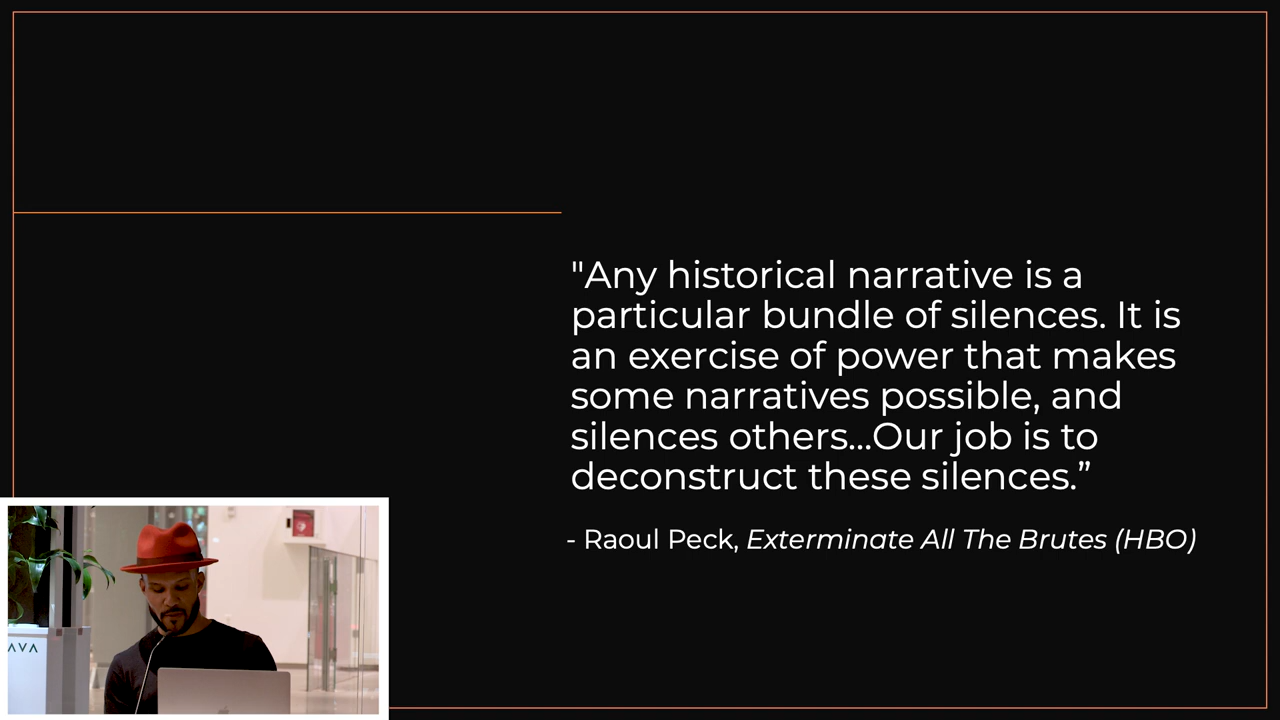 "Any historical narrative is a
particular bundle of silences. It is
an exercise of power that makes
some narratives possible, and
silences others...Our job is to
deconstruct these silences.”
- Raoul Peck, Exterminate All The Brutes (HBO)
AVA